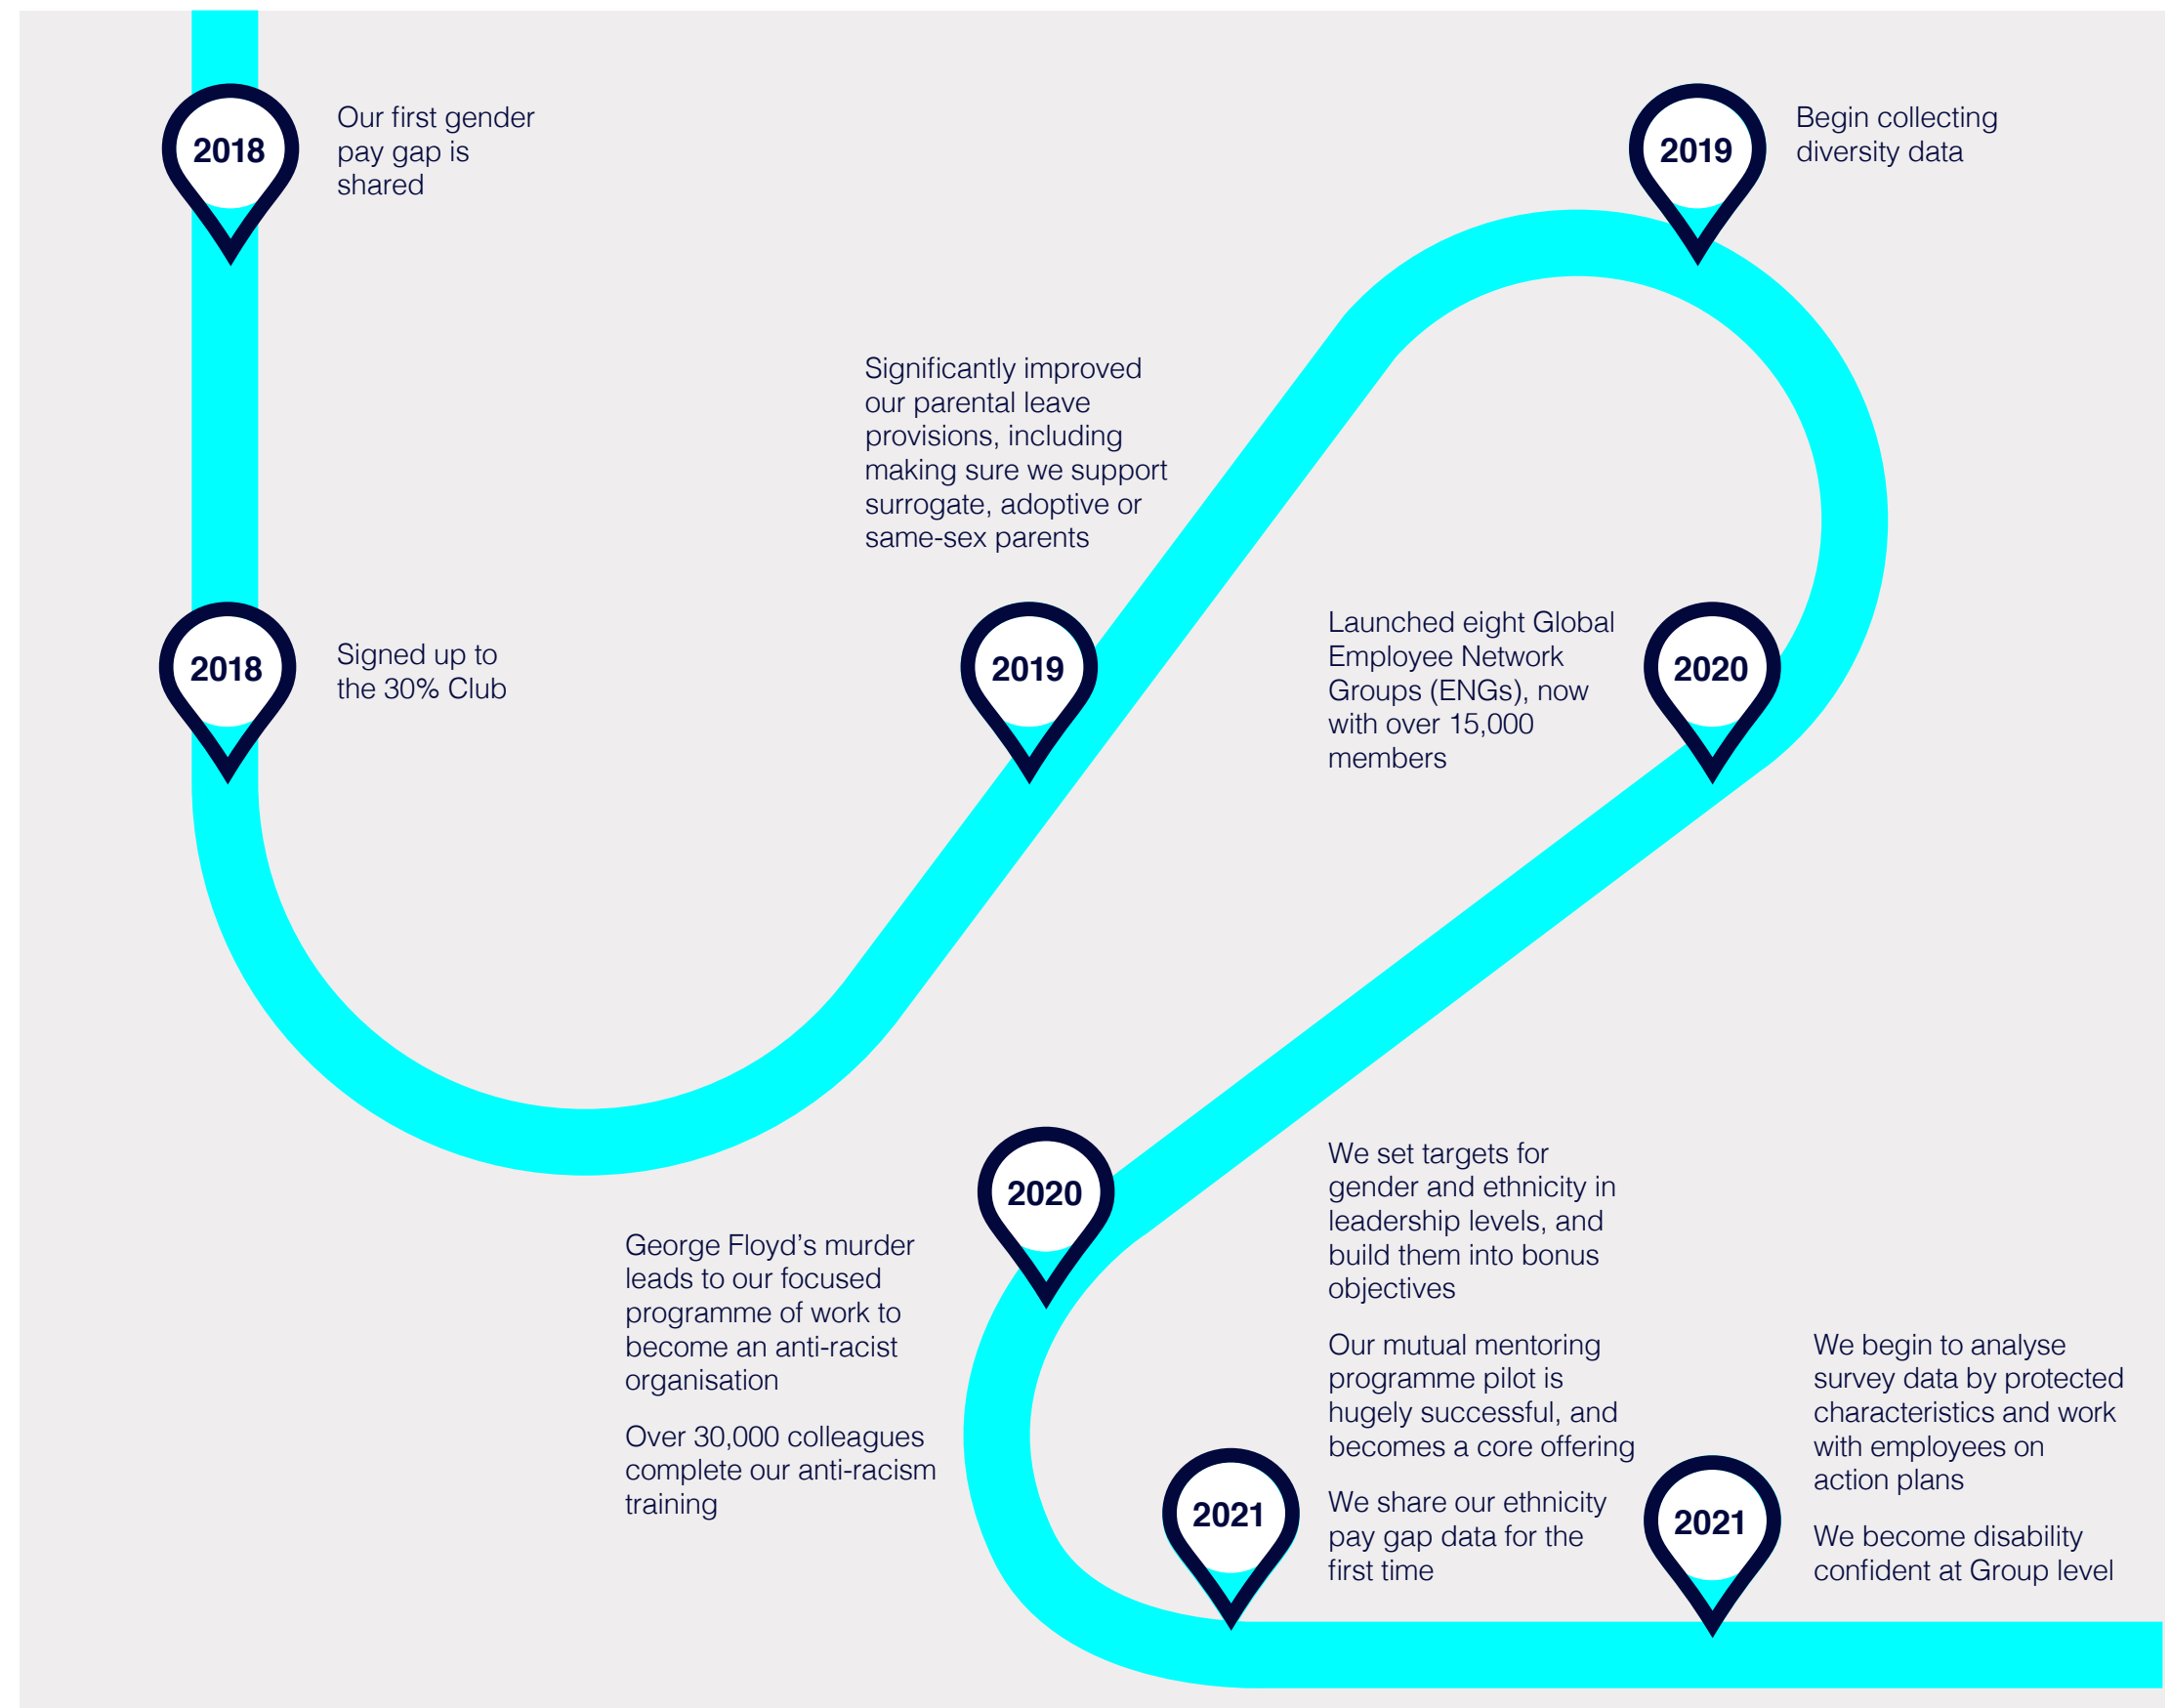 2018
Our first gender
pay gap is
shared
2018
Signed up to
the 30% Club
Significantly improved
our parental leave
provisions, including
making sure we support
surrogate, adoptive or
same-sex parents
2019
2019
Begin collecting
diversity data
Launched eight Global
Employee Network
Groups (ENGs), now
with over 15,000
members
2020
2020
George Floyd’s murder
leads to our focused
programme of work to
become an anti-racist
organisation
Over 30,000 colleagues
complete our anti-racism
training
2021
We set targets for
gender and ethnicity in
leadership levels, and
build them into bonus
objectives
Our mutual mentoring
programme pilot is
hugely successful, and
becomes a core offering
We share our ethnicity
pay gap data for the
first time
2021
We begin to analyse
survey data by protected
characteristics and work
with employees on
action plans
We become disability
confident at Group level